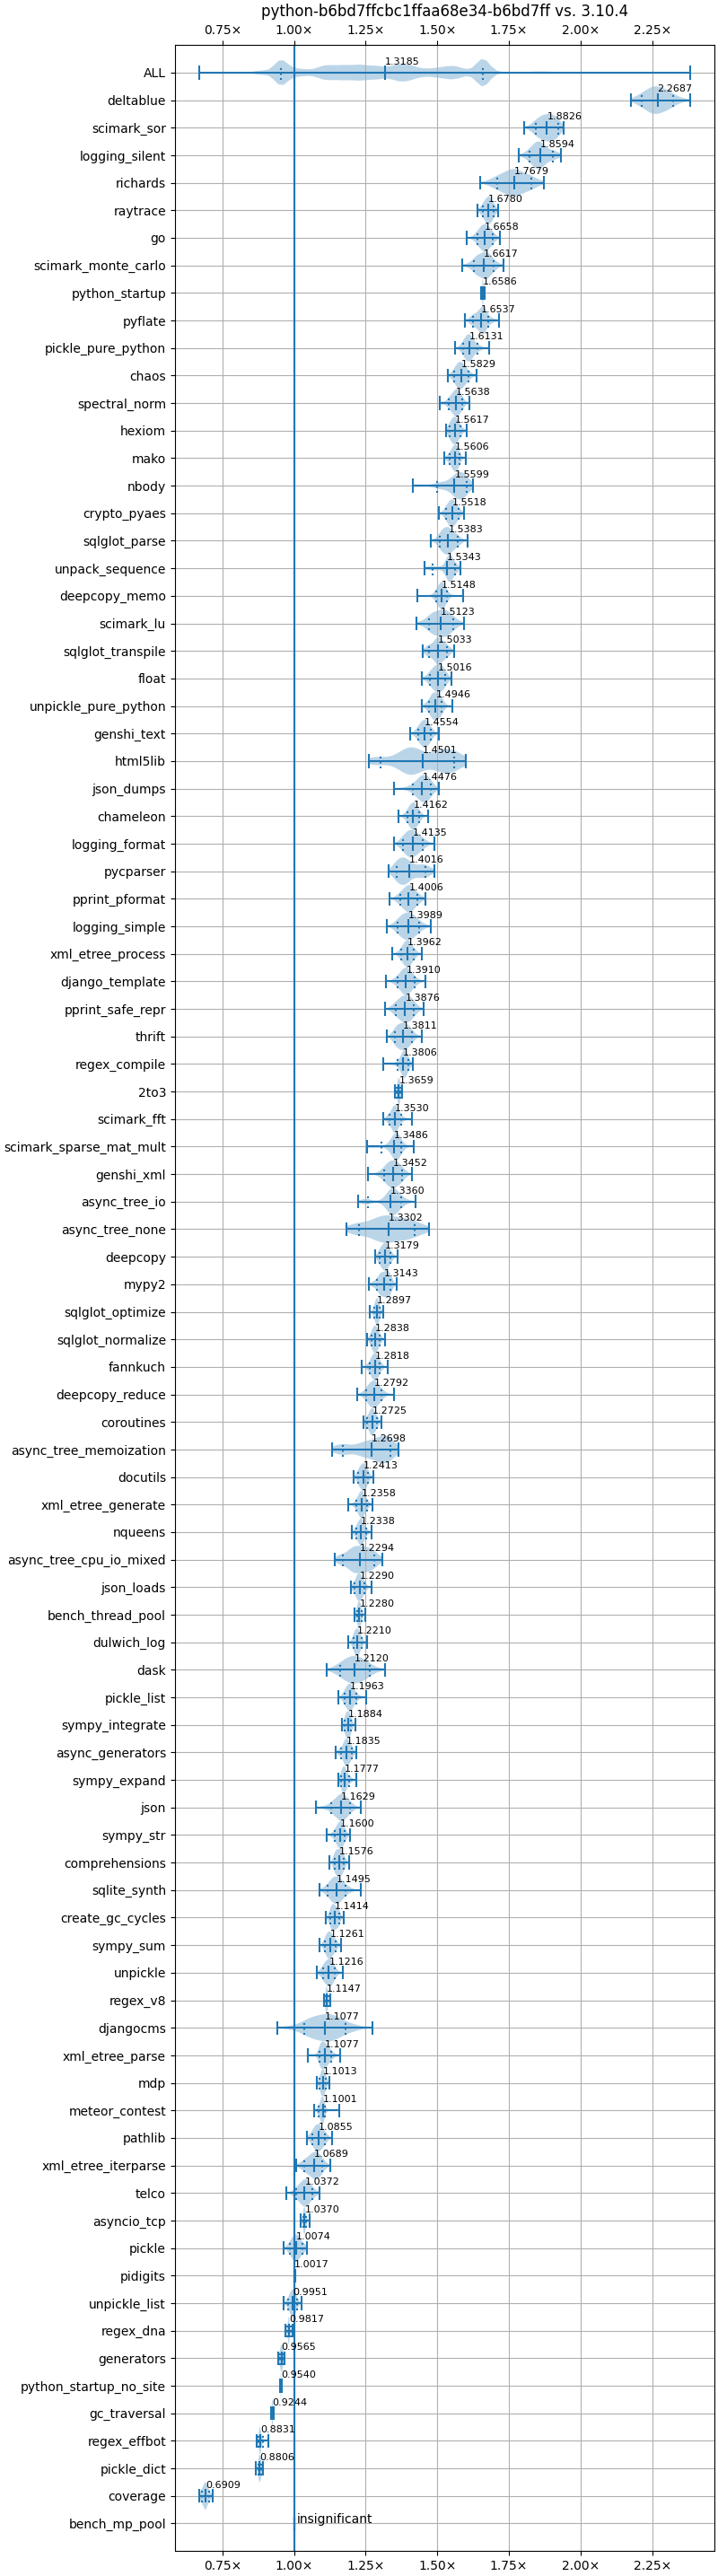 python-b6bd7ffcbc1ffaa68e34-b6bd7ff vs. 3.10.4
0.75× 1.00× 1.25× 1.50× 1.75× 2.00× 2.25×
ALL 1.3185
deltablue 2.2687
scimark_sor 1.8826
logging_silent 1.8594
richards 1.7679
raytrace 1.6780
go 1.6658
scimark_monte_carlo 1.6617
python_startup 1.6586
pyflate 1.6537
pickle_pure_python 1.6131
chaos 1.5829
spectral_norm 1.5638
hexiom 1.5617
mako 1.5606
nbody 1.5599
crypto_pyaes 1.5518
sqlglot_parse 1.5383
unpack_sequence 1.5343
deepcopy_memo 1.5148
scimark_lu 1.5123
sqlglot_transpile 1.5033
float 1.5016
unpickle_pure_python 1.4946
genshi_text 1.4554
html5lib 1.4501
json_dumps 1.4476
chameleon 1.4162
logging_format 1.4135
pycparser 1.4016
pprint_pformat 1.4006
logging_simple 1.3989
xml_etree_process 1.3962
django_template 1.3910
pprint_safe_repr 1.3876
thrift 1.3811
regex_compile 1.3806
2to3 1.3659
scimark_fft 1.3530
scimark_sparse_mat_mult 1.3486
genshi_xml 1.3452
async_tree_io 1.3360
async_tree_none 1.3302
deepcopy 1.3179
mypy2 1.3143
sqlglot_optimize 1.2897
sqlglot_normalize 1.2838
fannkuch 1.2818
deepcopy_reduce 1.2792
coroutines 1.2725
async_tree_memoization 1.2698
docutils 1.2413
xml_etree_generate 1.2358
nqueens 1.2338
async_tree_cpu_io_mixed 1.2294
json_loads 1.2290
bench_thread_pool 1.2280
dulwich_log 1.2210
dask 1.2120
pickle_list 1.1963
sympy_integrate 1.1884
async_generators 1.1835
sympy_expand 1.1777
json 1.1629
sympy_str 1.1600
comprehensions 1.1576
sqlite_synth 1.1495
create_gc_cycles 1.1414
sympy_sum 1.1261
unpickle 1.1216
regex_v8 1.1147
djangocms 1.1077
xml_etree_parse 1.1077
mdp 1.1013
meteor_contest 1.1001
pathlib 1.0855
xml_etree_iterparse 1.0689
telco 1.0372
asyncio_tcp 1.0370
pickle 1.0074
pidigits 1.0017
unpickle_list 0.9951
regex_dna 0.9817
generators 0.9565
python_startup_no_site 0.9540
gc_traversal 0.9244
regex_effbot 0.8831
pickle_dict 0.8806
coverage 0.6909
bench_mp_pool insignificant
0.75× 1.00× 1.25× 1.50× 1.75× 2.00× 2.25×